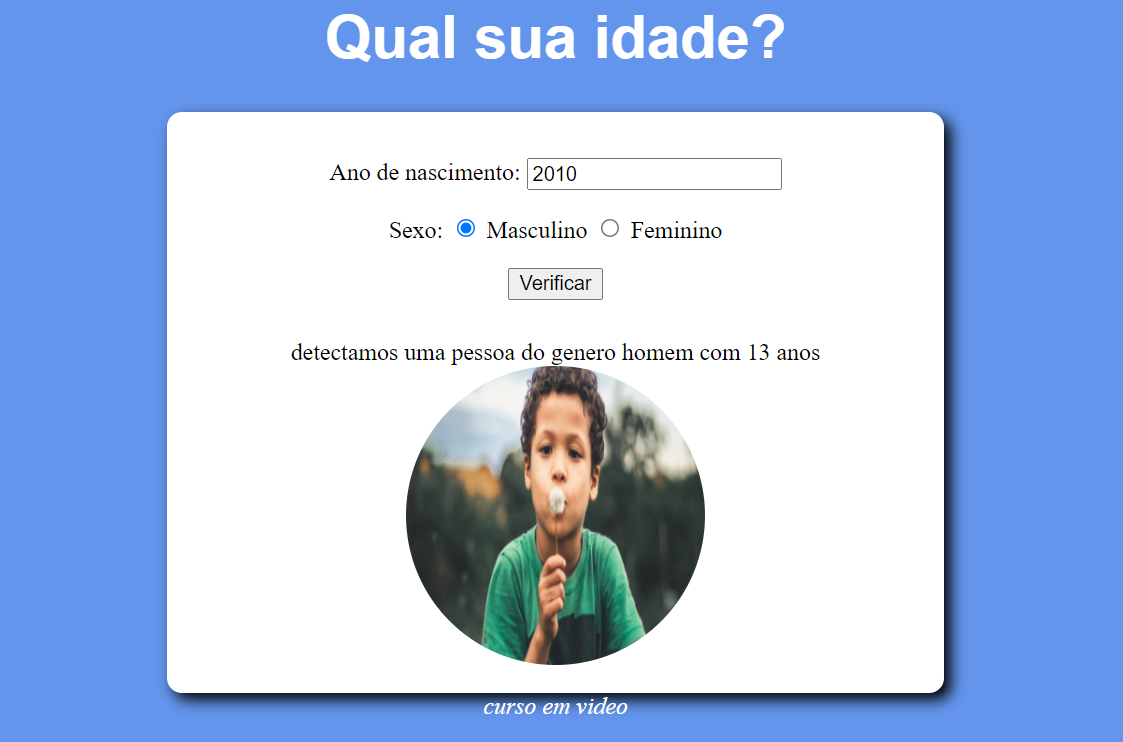 Qual sua idade?
Ano de nascimento: 2010
Sexo: Masculino Feminino
Verificar
detectamos uma pessoa do genero homem com 13 anos
curso em video